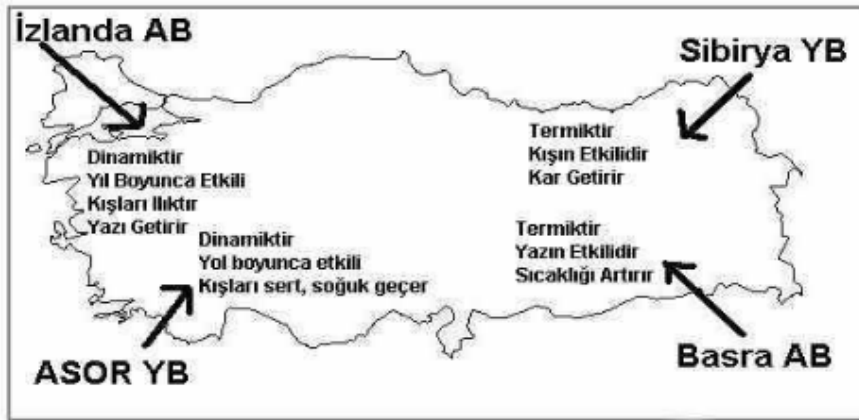 İzlanda AB
Sibirya YB
Dinamiktir
Yıl Boyunca Etkili
Kışları Ilıktır
Yazı Getirir
Termiktir
Kışın Etkilidir
Kar Getirir
Dinamiktir
Yol boyunca etkili
Kışları sert, soğuk geçer
Termiktir
Yazın Etkilidir
Sıcaklığı Artırır
ASOR YB
Basra AB